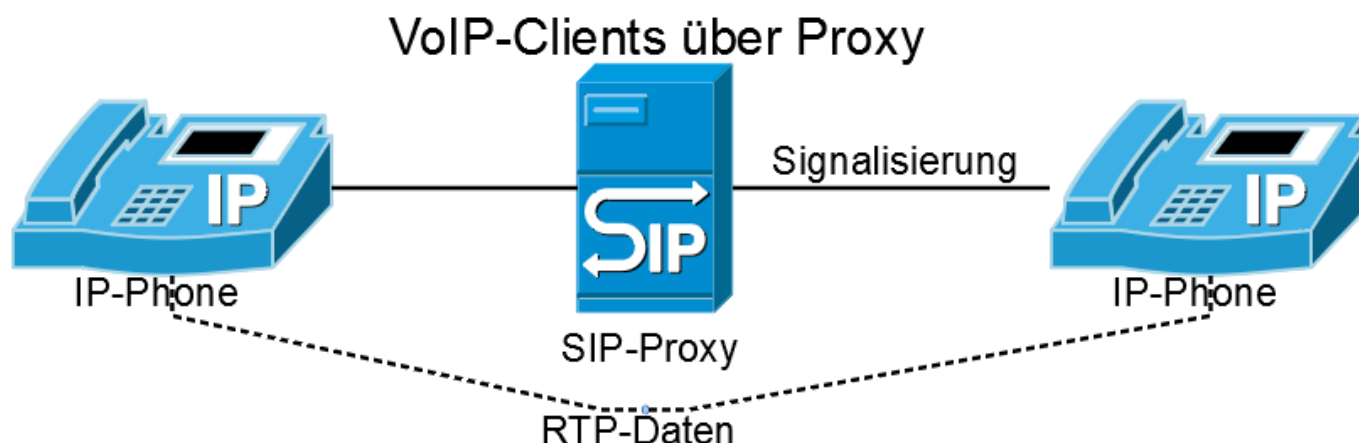 VoIP-Clients über Proxy
IP
SIP
Signalisierung
IP
IP-Phone
SIP-Proxy
IP-Phone
RTP-Daten